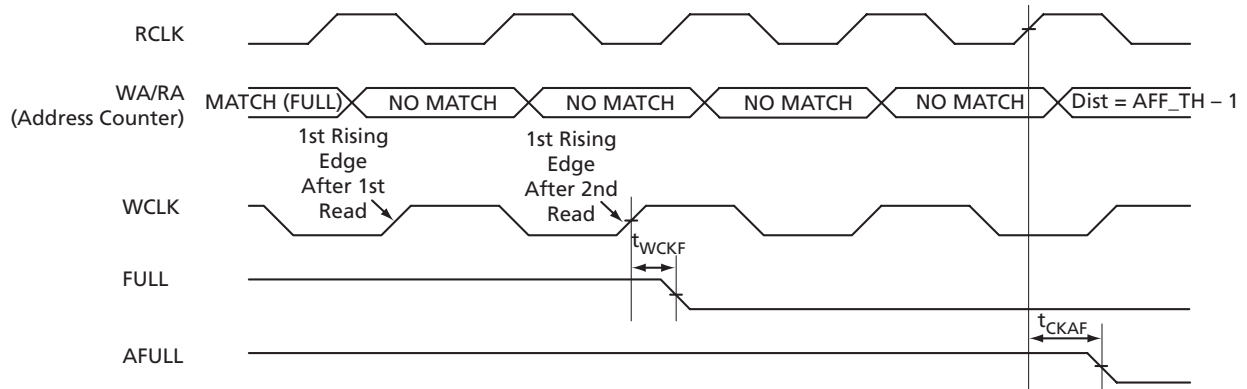 RCLK
WA/RA
(Address Counter)
MATCH (FULL)
NO MATCH
NO MATCH
NO MATCH
NO MATCH
Dist = AFF_TH – 1
1st Rising
Edge
After 1st
Read
1st Rising
Edge
After 2nd
Read
WCLK
tWCKF
FULL
tCKAF
AFULL